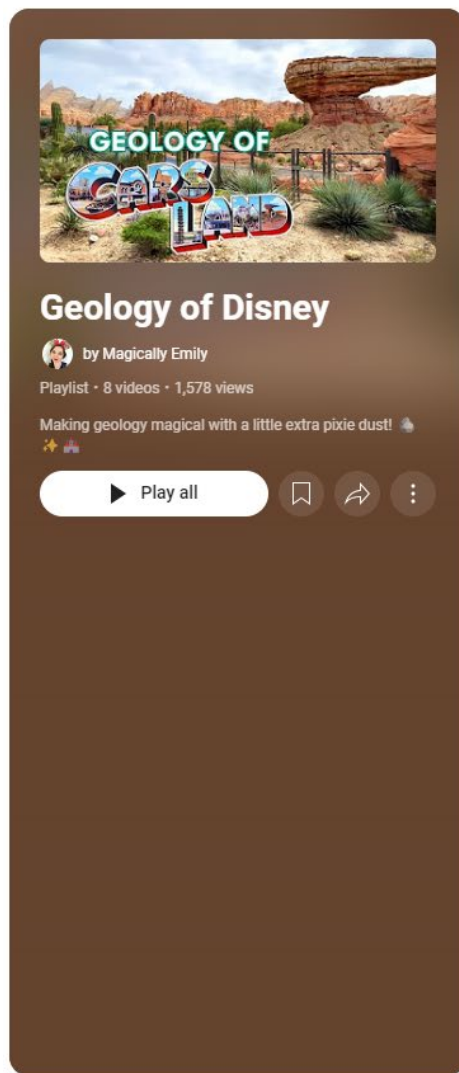 GEOLOGY OF
CARS
LAND
Geology of Disney
by Magically Emily
Playlist • 8 videos • 1,578 views
Making geology magical with a little extra pixie dust! 🪨
✨ 🏰
Play all